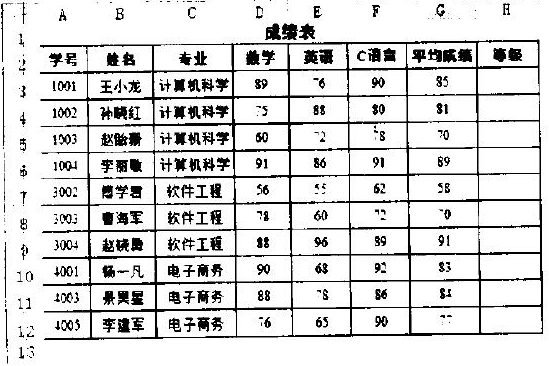 A B C D E F G H
1 成绩表
2 学号 姓名 专业 数学 英语 C语言 平均成绩 等级
3 1001 王小龙 计算机科学 89 76 90 85
4 1002 孙晓红 计算机科学 75 88 80 81
5 1003 赵贻珊 计算机科学 60 72 78 70
6 1004 李丽敏 计算机科学 91 86 91 89
7 3002 傅学君 软件工程 56 55 62 58
8 3003 曹海军 软件工程 78 60 72 70
9 3004 赵晓勇 软件工程 88 96 89 91
10 4001 杨一凡 电子商务 90 68 92 83
11 4003 景昊星 电子商务 88 78 86 84
12 4005 李建军 电子商务 76 65 90 77
13